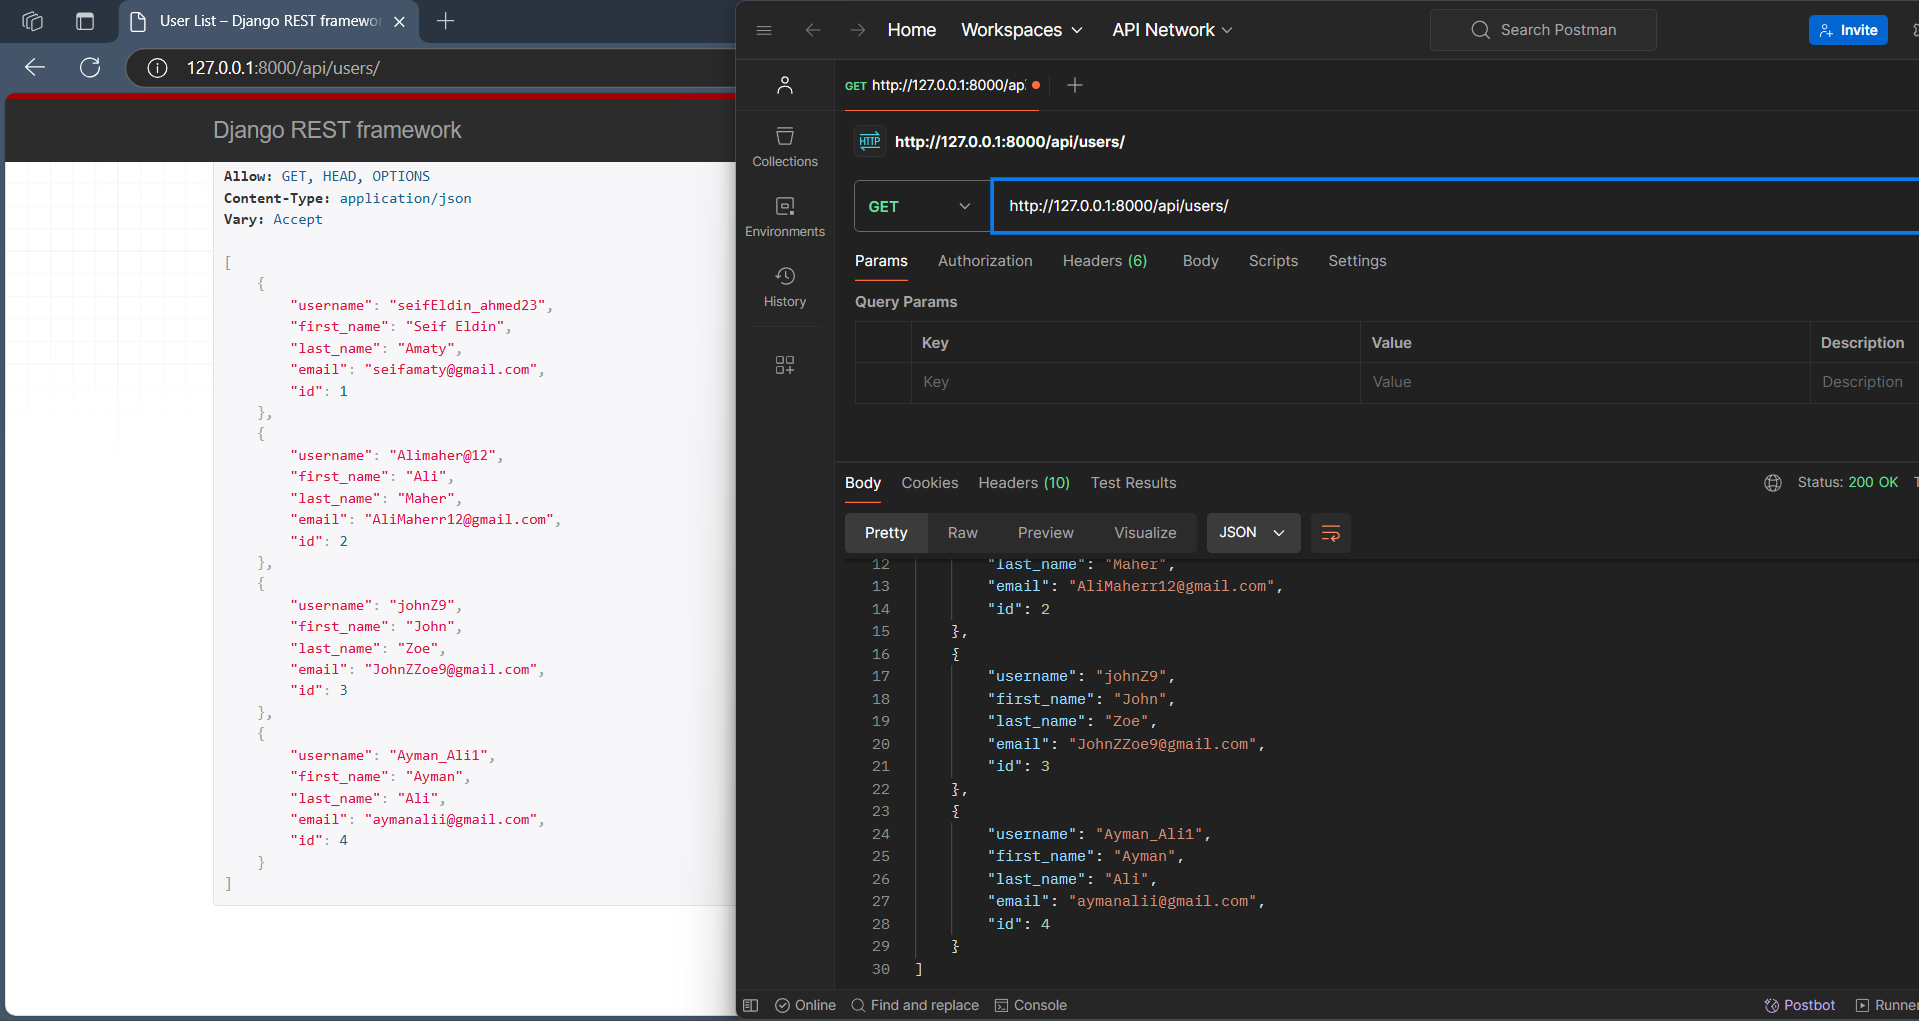 User List – Django REST framewo
127.0.0.1:8000/api/users/
Django REST framework
Allow: GET, HEAD, OPTIONS
Content-Type: application/json
Vary: Accept
[
{
"username": "seifEldin_ahmed23",
"first_name": "Seif Eldin",
"last_name": "Amaty",
"email": "seifamaty@gmail.com",
"id": 1
},
{
"username": "Alimaher@12",
"first_name": "Ali",
"last_name": "Maher",
"email": "AliMaherr12@gmail.com",
"id": 2
},
{
"username": "johnZ9",
"first_name": "John",
"last_name": "Zoe",
"email": "JohnZZoe9@gmail.com",
"id": 3
},
{
"username": "Ayman_Ali1",
"first_name": "Ayman",
"last_name": "Ali",
"email": "aymanalii@gmail.com",
"id": 4
}
]
Home Workspaces API Network Search Postman Invite
GET http://127.0.0.1:8000/ap
Collections
Environments
History
HTTP http://127.0.0.1:8000/api/users/
GET http://127.0.0.1:8000/api/users/
Params Authorization Headers (6) Body Scripts Settings
Query Params
Key Value Description
Key Value Description
Body Cookies Headers (10) Test Results Status: 200 OK
Pretty Raw Preview Visualize JSON
12 "last_name": "Maher",
13 "email": "AliMaherr12@gmail.com",
14 "id": 2
15 },
16 {
17 "username": "johnZ9",
18 "first_name": "John",
19 "last_name": "Zoe",
20 "email": "JohnZZoe9@gmail.com",
21 "id": 3
22 },
23 {
24 "username": "Ayman_Ali1",
25 "first_name": "Ayman",
26 "last_name": "Ali",
27 "email": "aymanalii@gmail.com",
28 "id": 4
29 }
30 ]
Online Find and replace Console Postbot Runner